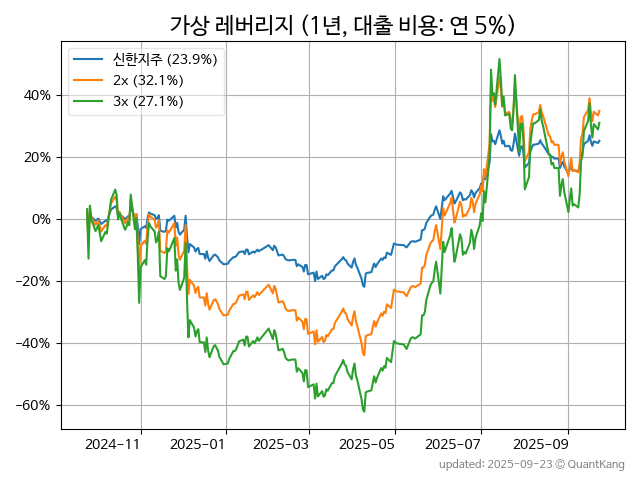 가상 레버리지 (1년, 대출 비용: 연 5%)
신한지주 (23.9%)
2x (32.1%)
3x (27.1%)
40%
20%
0%
−20%
−40%
−60%
2024-11 2025-01 2025-03 2025-05 2025-07 2025-09
updated: 2025-09-23 © QuantKang